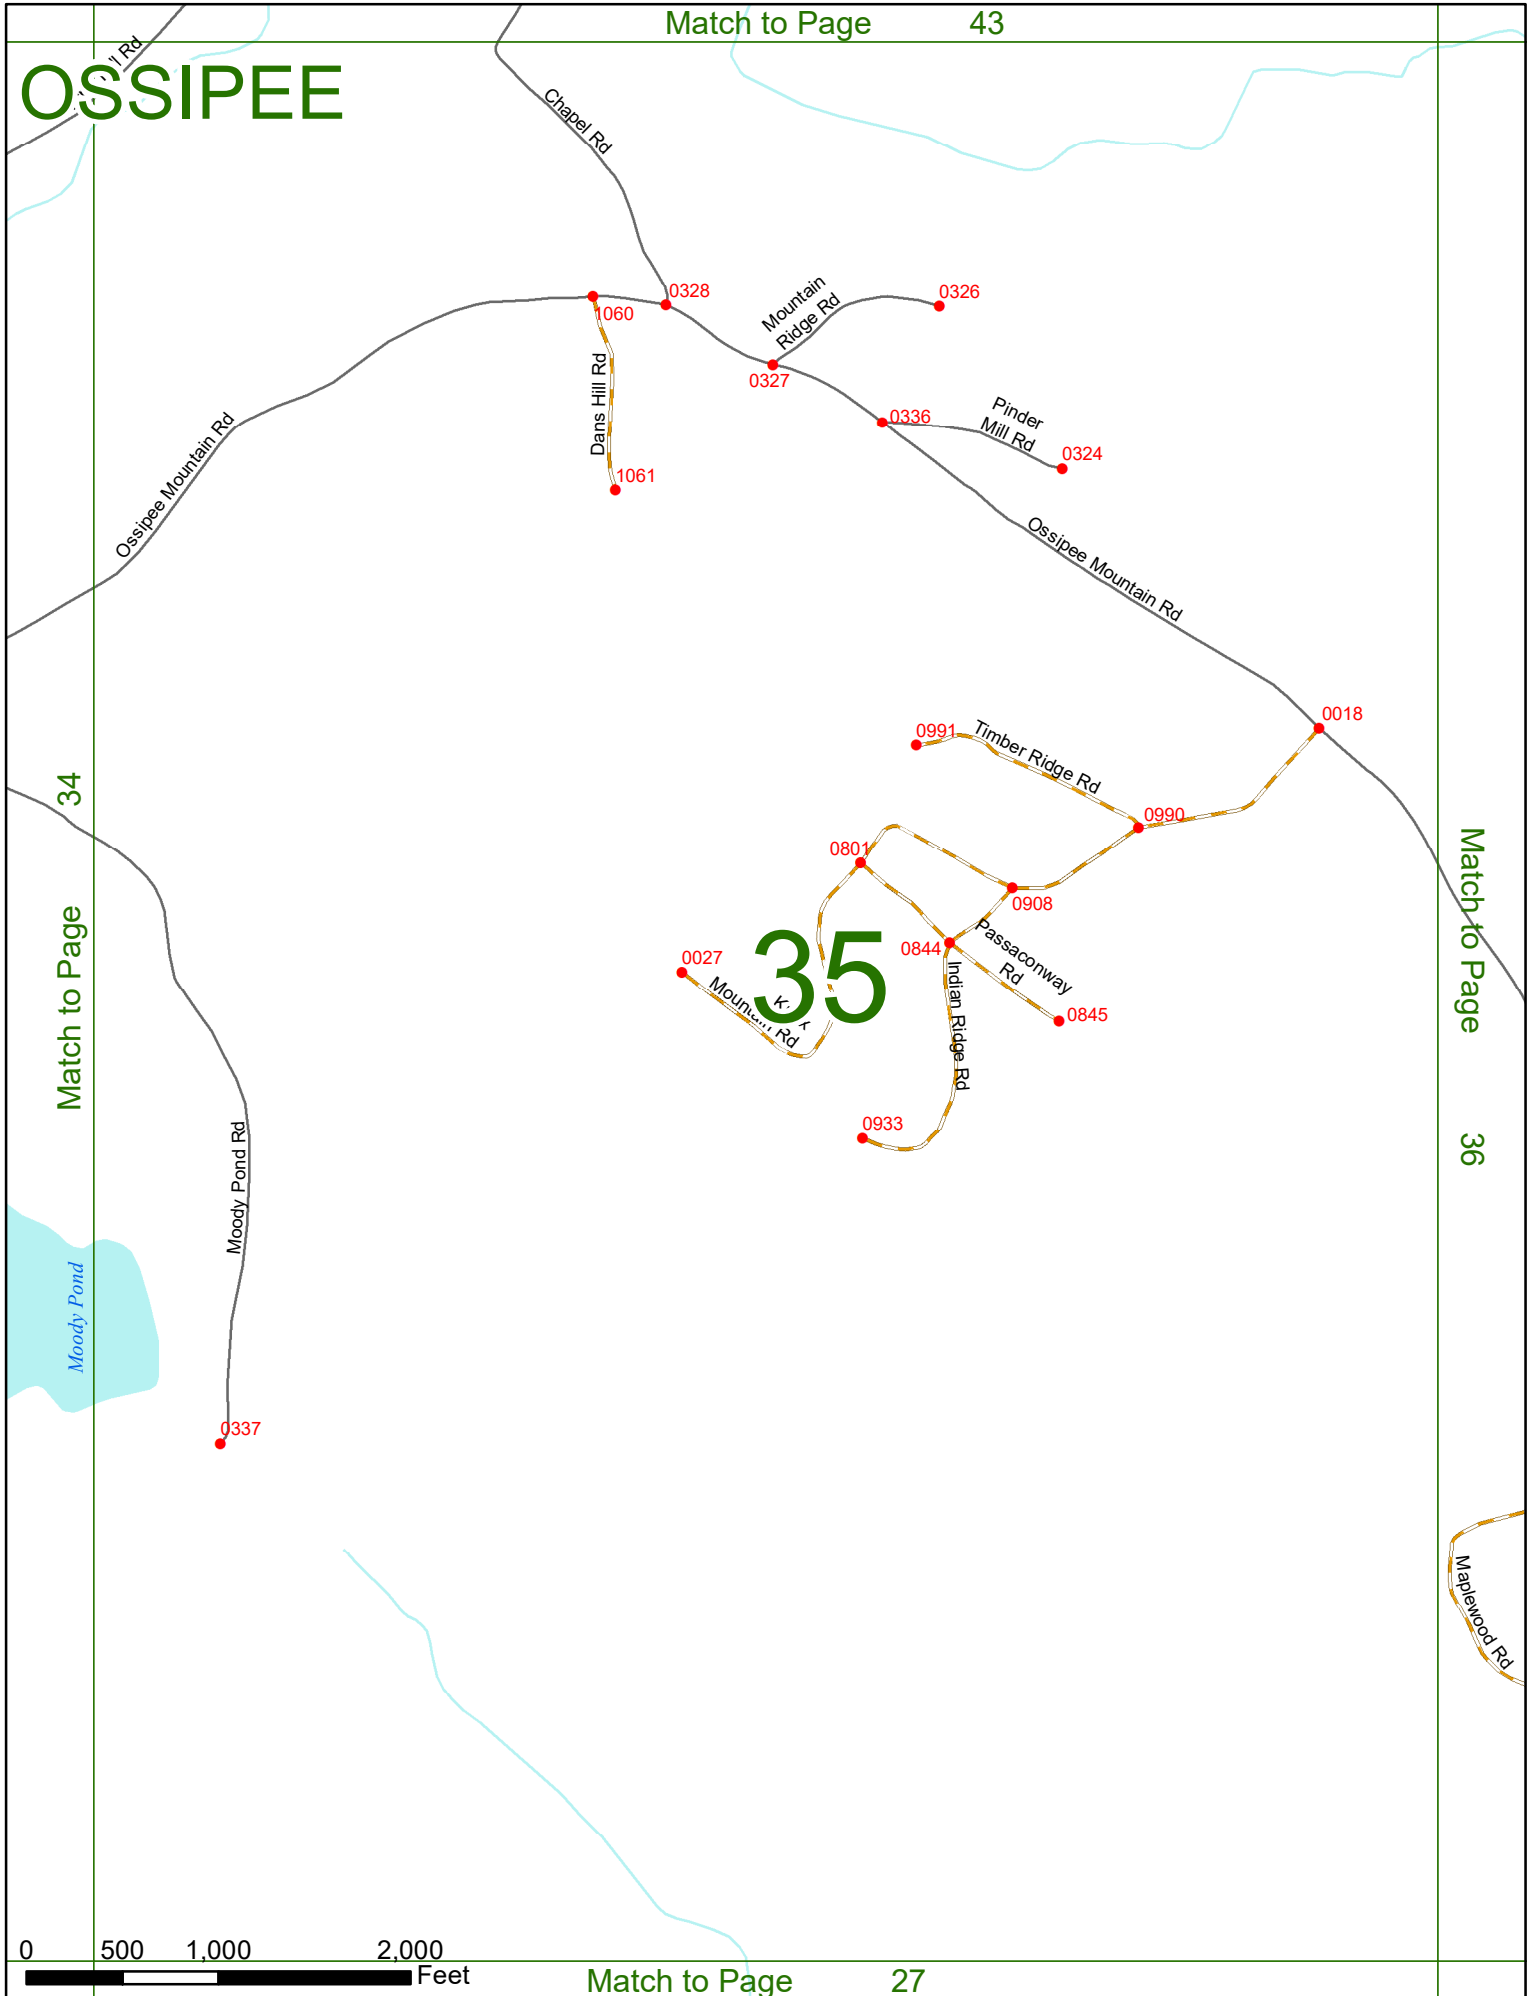 Match to Page 43
OSSIPEE
Rd
Chapel Rd
0328
1060
Mountain
Ridge Rd
0326
0327
Dans Hill Rd
0336
Pinder
Mill Rd
0324
1061
Ossipee Mountain Rd
Ossipee Mountain Rd
0018
0991
Timber Ridge Rd
0990
0801
0908
34
Match to Page
Match to Page
36
0844
Passaconway
Rd
0027
35
Mountain Rd
0845
Indian Ridge Rd
0933
Moody Pond Rd
Moody Pond
0337
Maplewood Rd
0 500 1,000 2,000
Feet
Match to Page 27